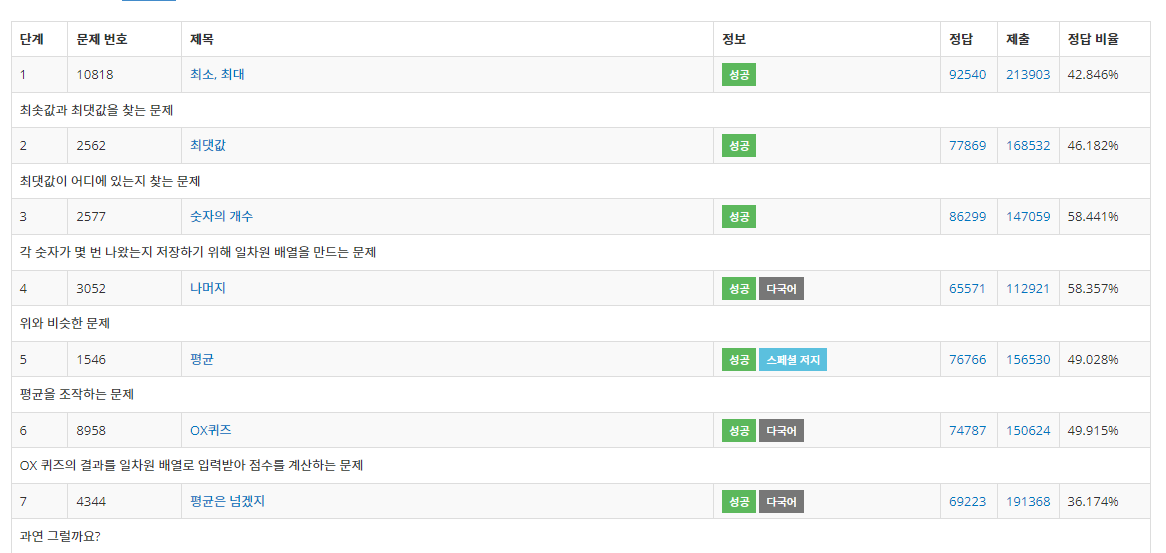 단계 문제 번호 제목 정보 정답 제출 정답 비율
1 10818 최소, 최대 성공 92540 213903 42.846%
최솟값과 최댓값을 찾는 문제
2 2562 최댓값 성공 77869 168532 46.182%
최댓값이 어디에 있는지 찾는 문제
3 2577 숫자의 개수 성공 86299 147059 58.441%
각 숫자가 몇 번 나왔는지 저장하기 위해 일차원 배열을 만드는 문제
4 3052 나머지 성공 다국어 65571 112921 58.357%
위와 비슷한 문제
5 1546 평균 성공 스페셜 저지 76766 156530 49.028%
평균을 조작하는 문제
6 8958 OX퀴즈 성공 다국어 74787 150624 49.915%
OX 퀴즈의 결과를 일차원 배열로 입력받아 점수를 계산하는 문제
7 4344 평균은 넘겠지 성공 다국어 69223 191368 36.174%
과연 그럴까요?